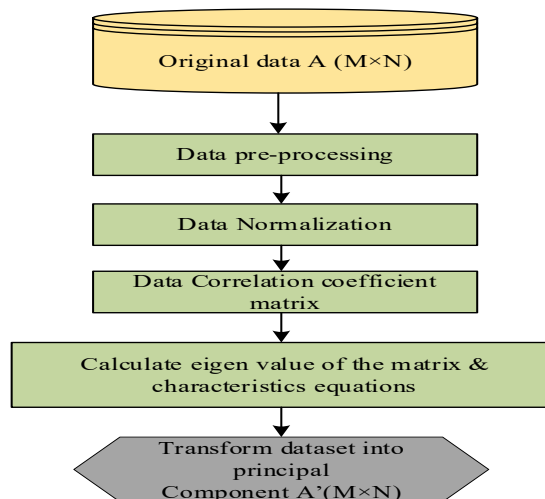 Original data A (M×N)
Data pre-processing
Data Normalization
Data Correlation coefficient
matrix
Calculate eigen value of the matrix &
characteristics equations
Transform dataset into
principal
Component A’(M×N)